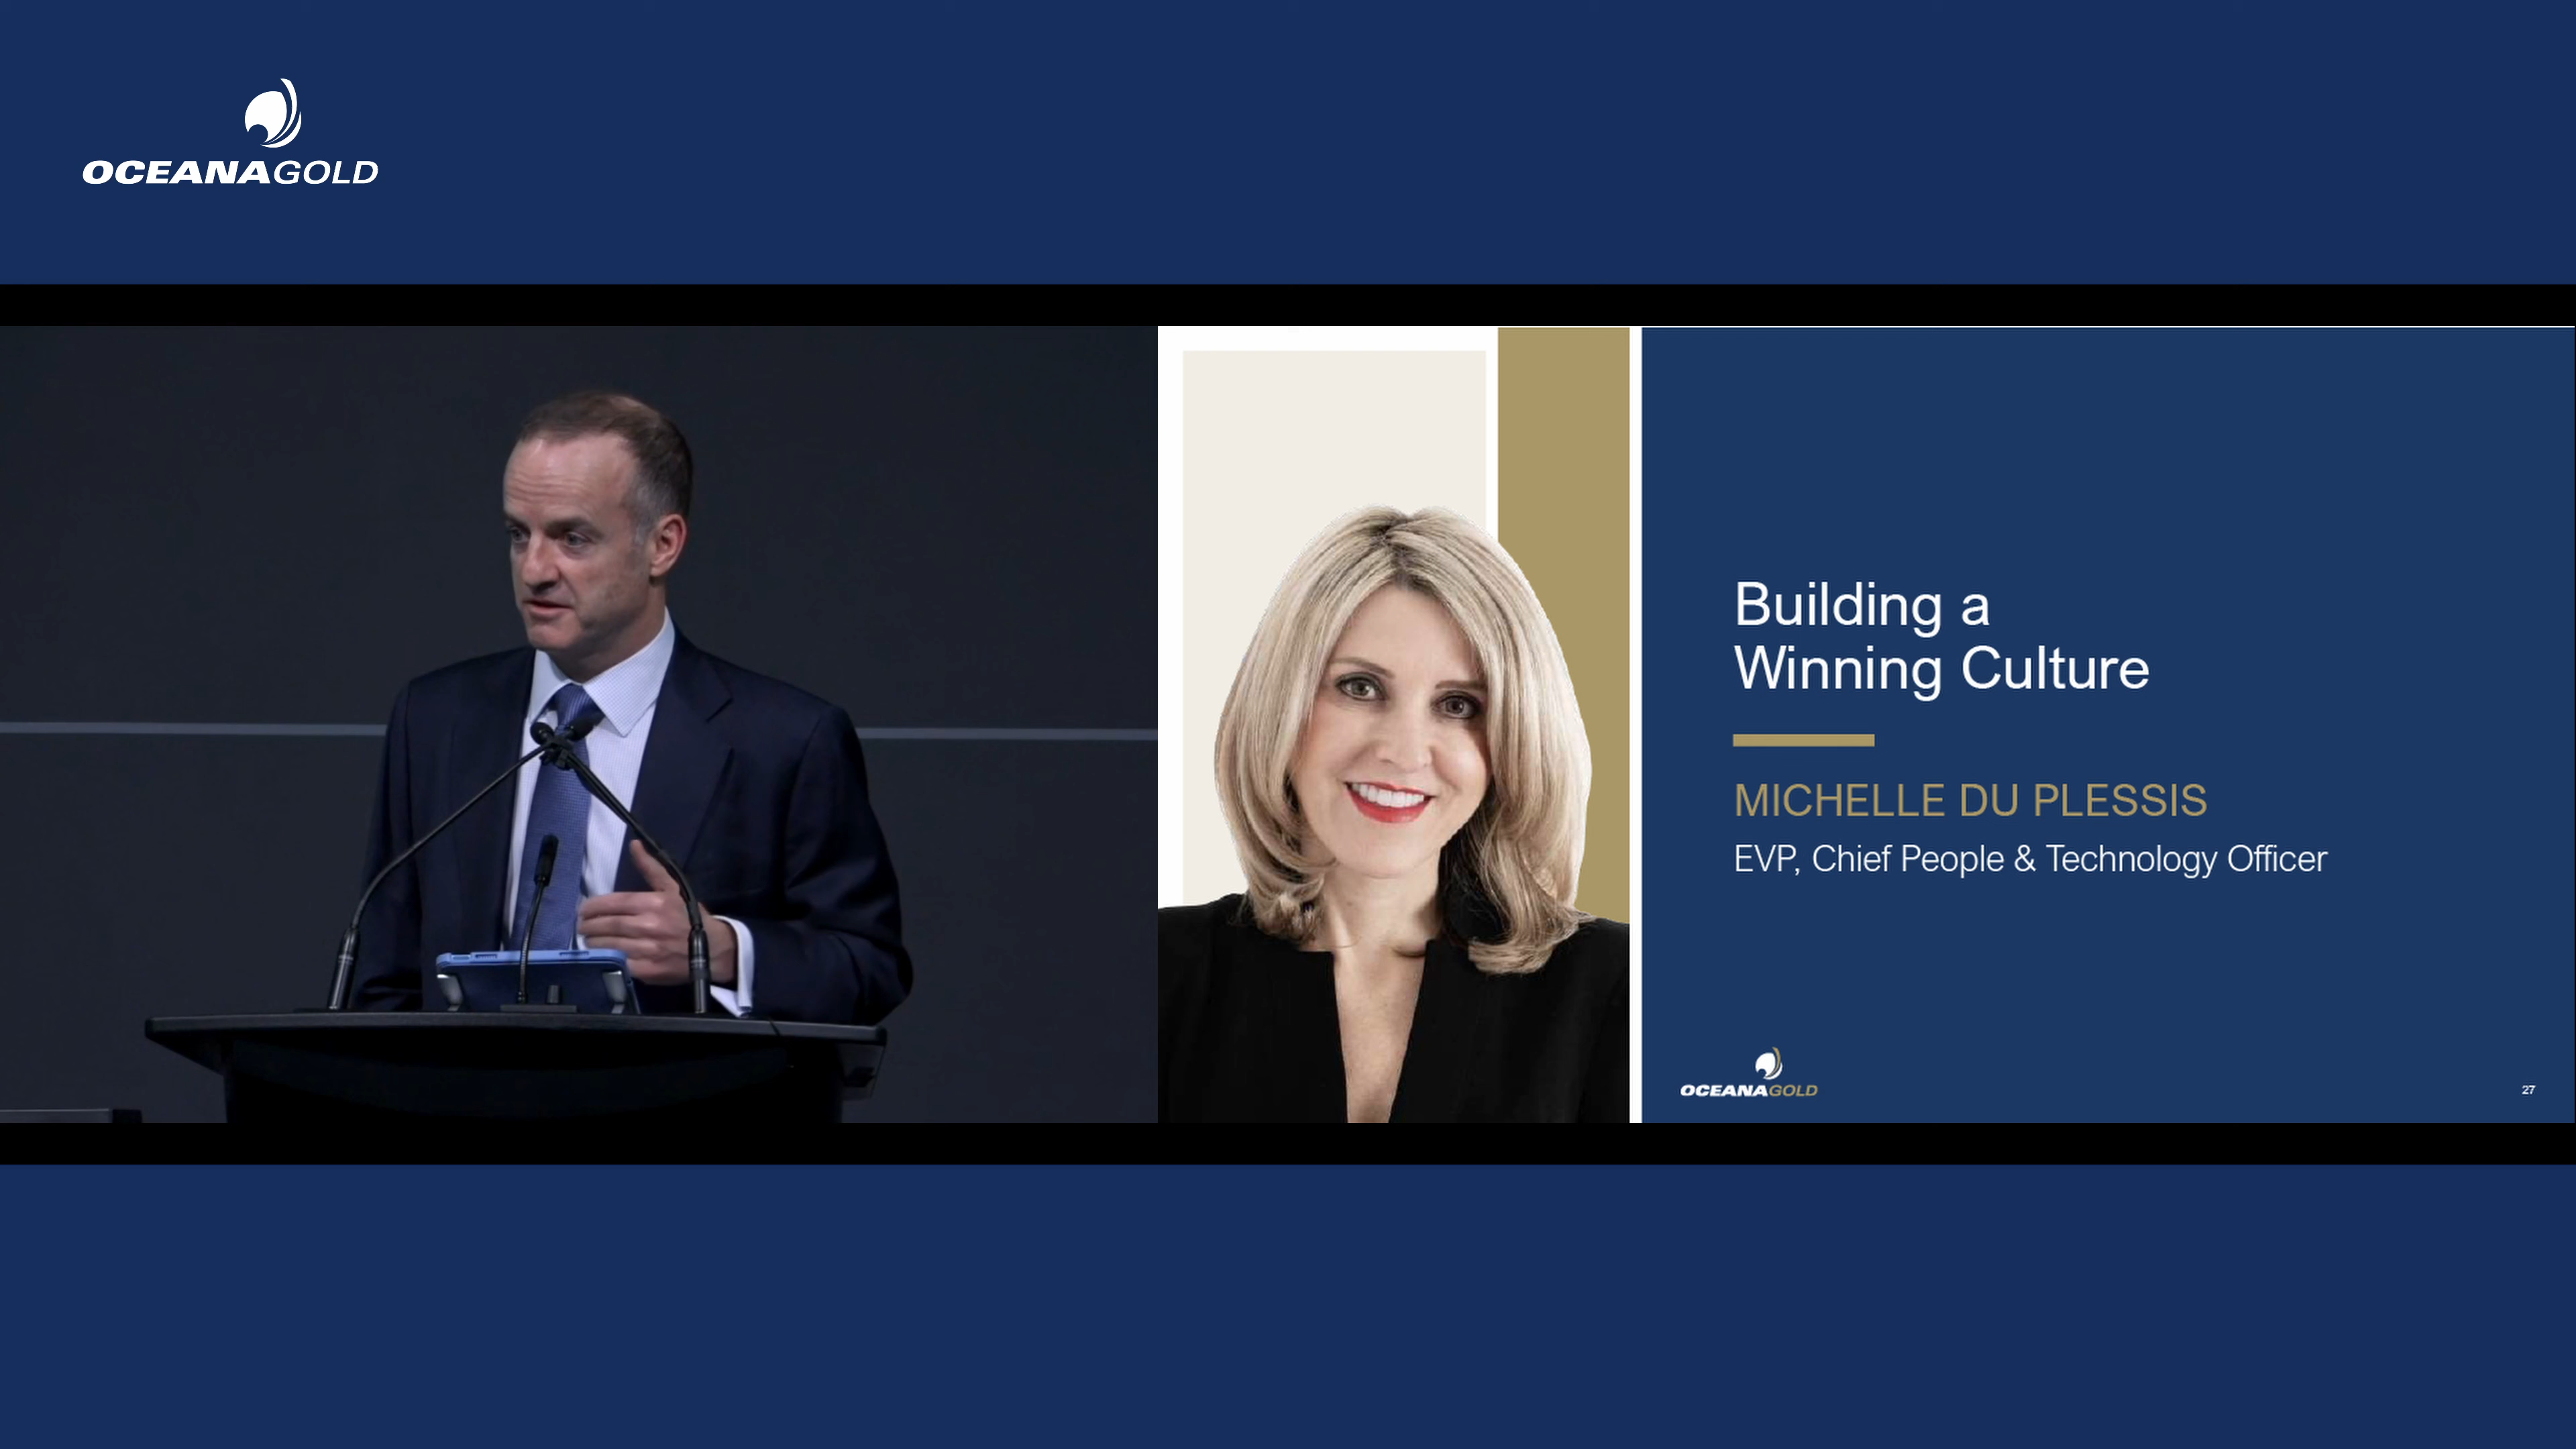 OCEANAGOLD
Building a
Winning Culture
MICHELLE DU PLESSIS
EVP, Chief People & Technology Officer
OCEANAGOLD
27